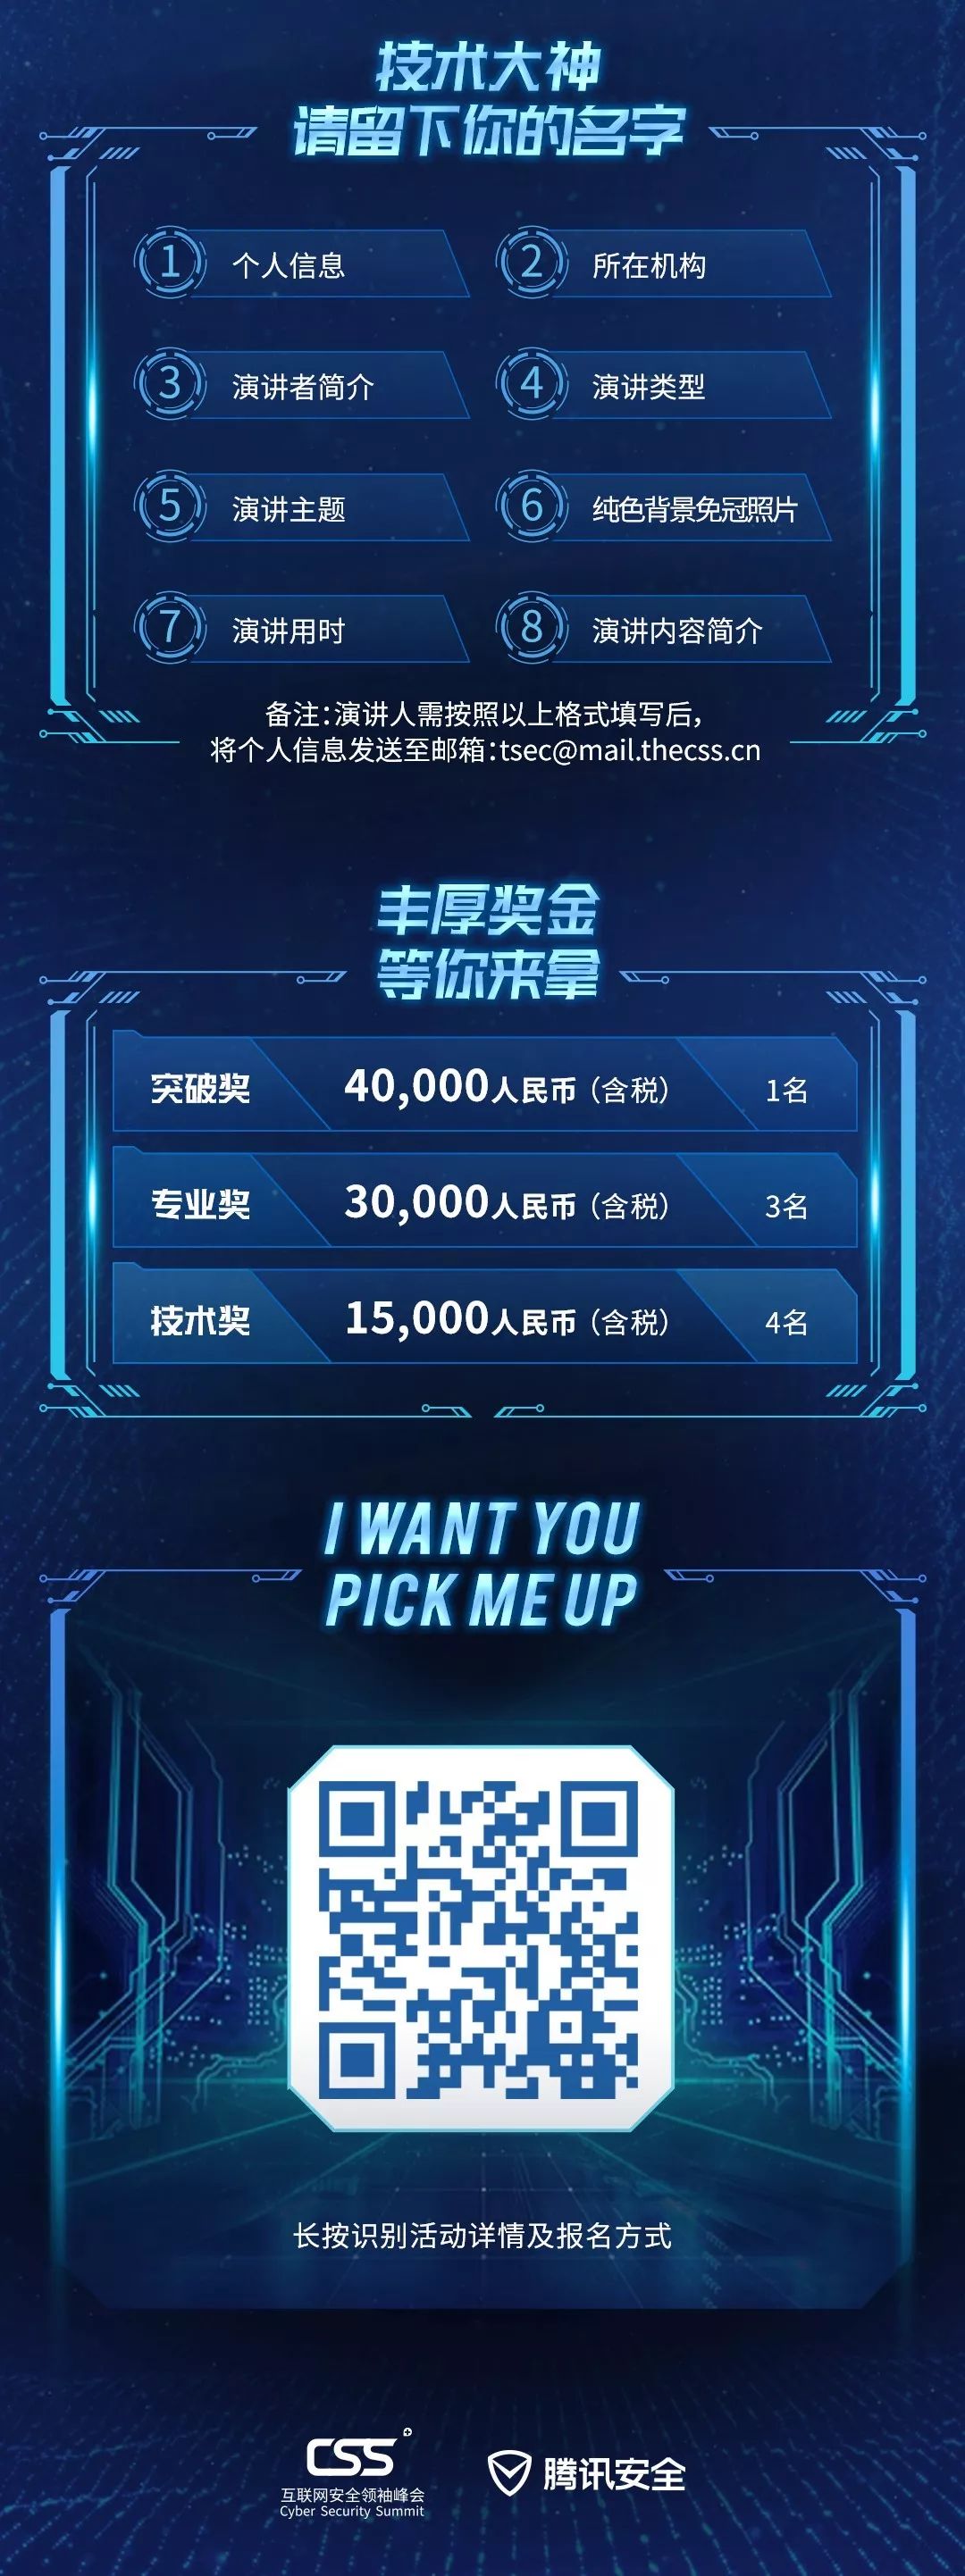 技术大神
请留下你的名字
1 个人信息
2 所在机构
3 演讲者简介
4 演讲类型
5 演讲主题
6 纯色背景免冠照片
7 演讲用时
8 演讲内容简介
备注：演讲人需按照以上格式填写后，
将个人信息发送至邮箱：tsec@mail.thecss.cn
丰厚奖金
等你来拿
突破奖 40,000人民币（含税） 1名
专业奖 30,000人民币（含税） 3名
技术奖 15,000人民币（含税） 4名
I WANT YOU
PICK ME UP
长按识别活动详情及报名方式
CSS
互联网安全领袖峰会
Cyber Security Summit
腾讯安全